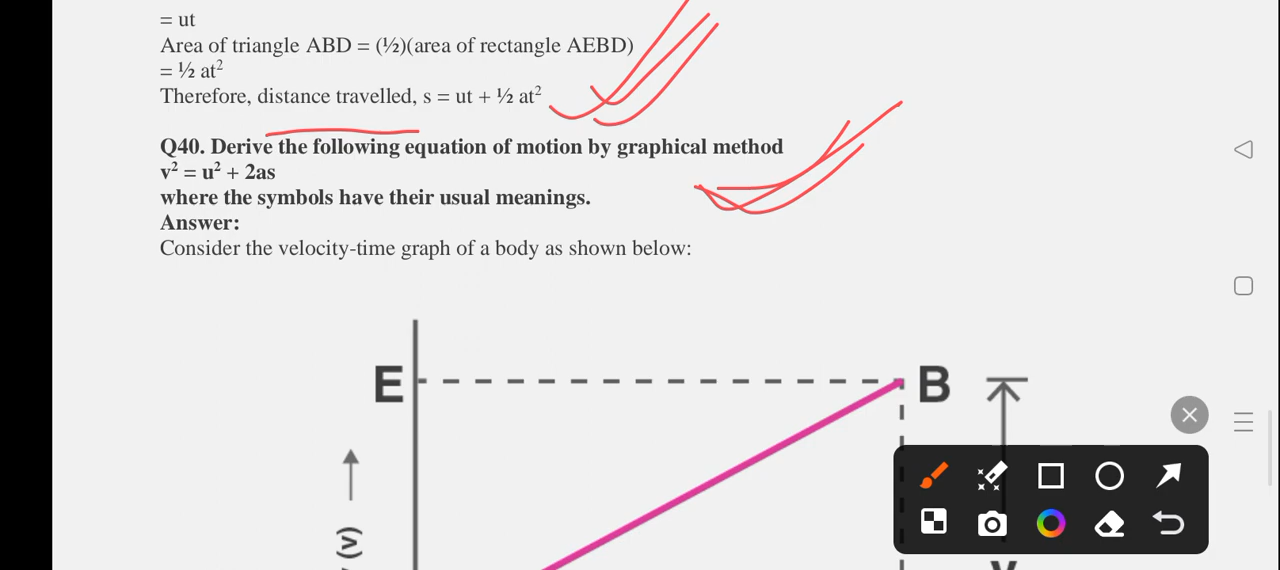 = ut
Area of triangle ABD = (½)(area of rectangle AEBD)
= ½ at²
Therefore, distance travelled, s = ut + ½ at²
Q40. Derive the following equation of motion by graphical method
v² = u² + 2as
where the symbols have their usual meanings.
Answer:
Consider the velocity-time graph of a body as shown below:
E
B
(v)